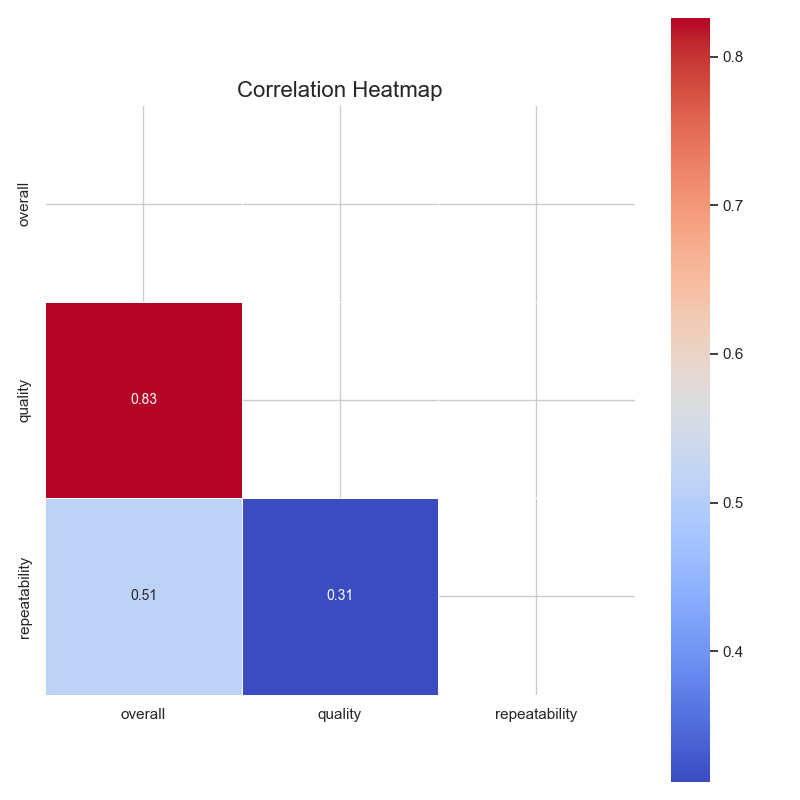 Correlation Heatmap
overall
quality
repeatability
0.83
0.51
0.31
overall
quality
repeatability
0.8
0.7
0.6
0.5
0.4